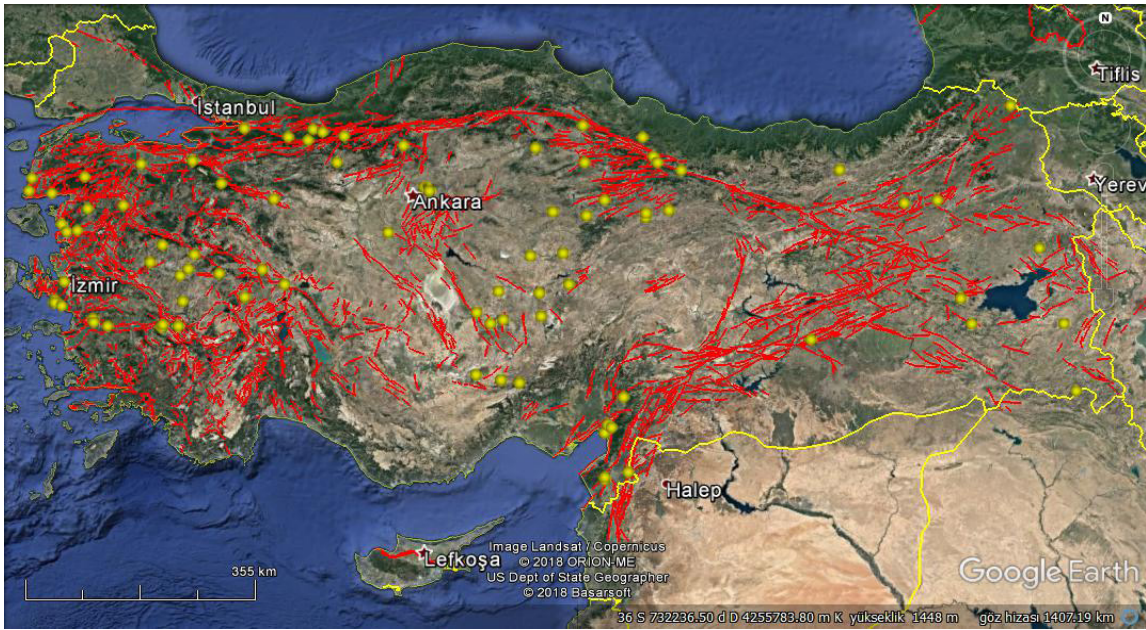 N
Tiflis
İstanbul
Yerev
Ankara
İzmir
Halep
Lefkoşa
Image Landsat / Copernicus
© 2018 ORION-ME
US Dept of State Geographer
© 2018 Basarsoft
355 km
Google Earth
36 S 732236.50 d D 4255783.80 m K yükseklik 1448 m göz hizası 1407.19 km